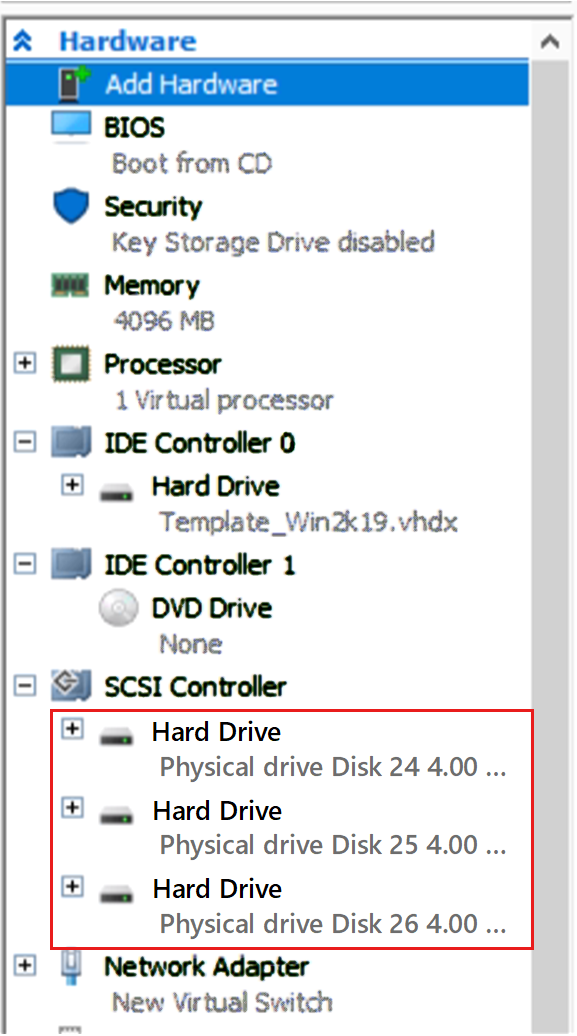 Hardware
Add Hardware
BIOS
Boot from CD
Security
Key Storage Drive disabled
Memory
4096 MB
Processor
1 Virtual processor
IDE Controller 0
Hard Drive
Template_Win2k19.vhdx
IDE Controller 1
DVD Drive
None
SCSI Controller
Hard Drive
Physical drive Disk 24 4.00 ...
Hard Drive
Physical drive Disk 25 4.00 ...
Hard Drive
Physical drive Disk 26 4.00 ...
Network Adapter
New Virtual Switch